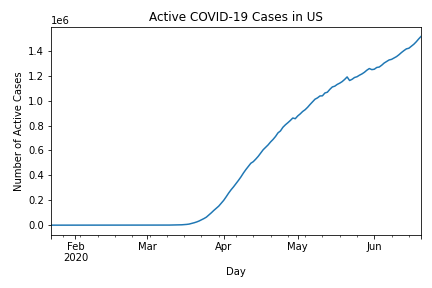 Active COVID-19 Cases in US
1e6
1.4
1.2
1.0
0.8
0.6
0.4
0.2
0.0
Number of Active Cases
Feb Mar Apr May Jun
2020
Day